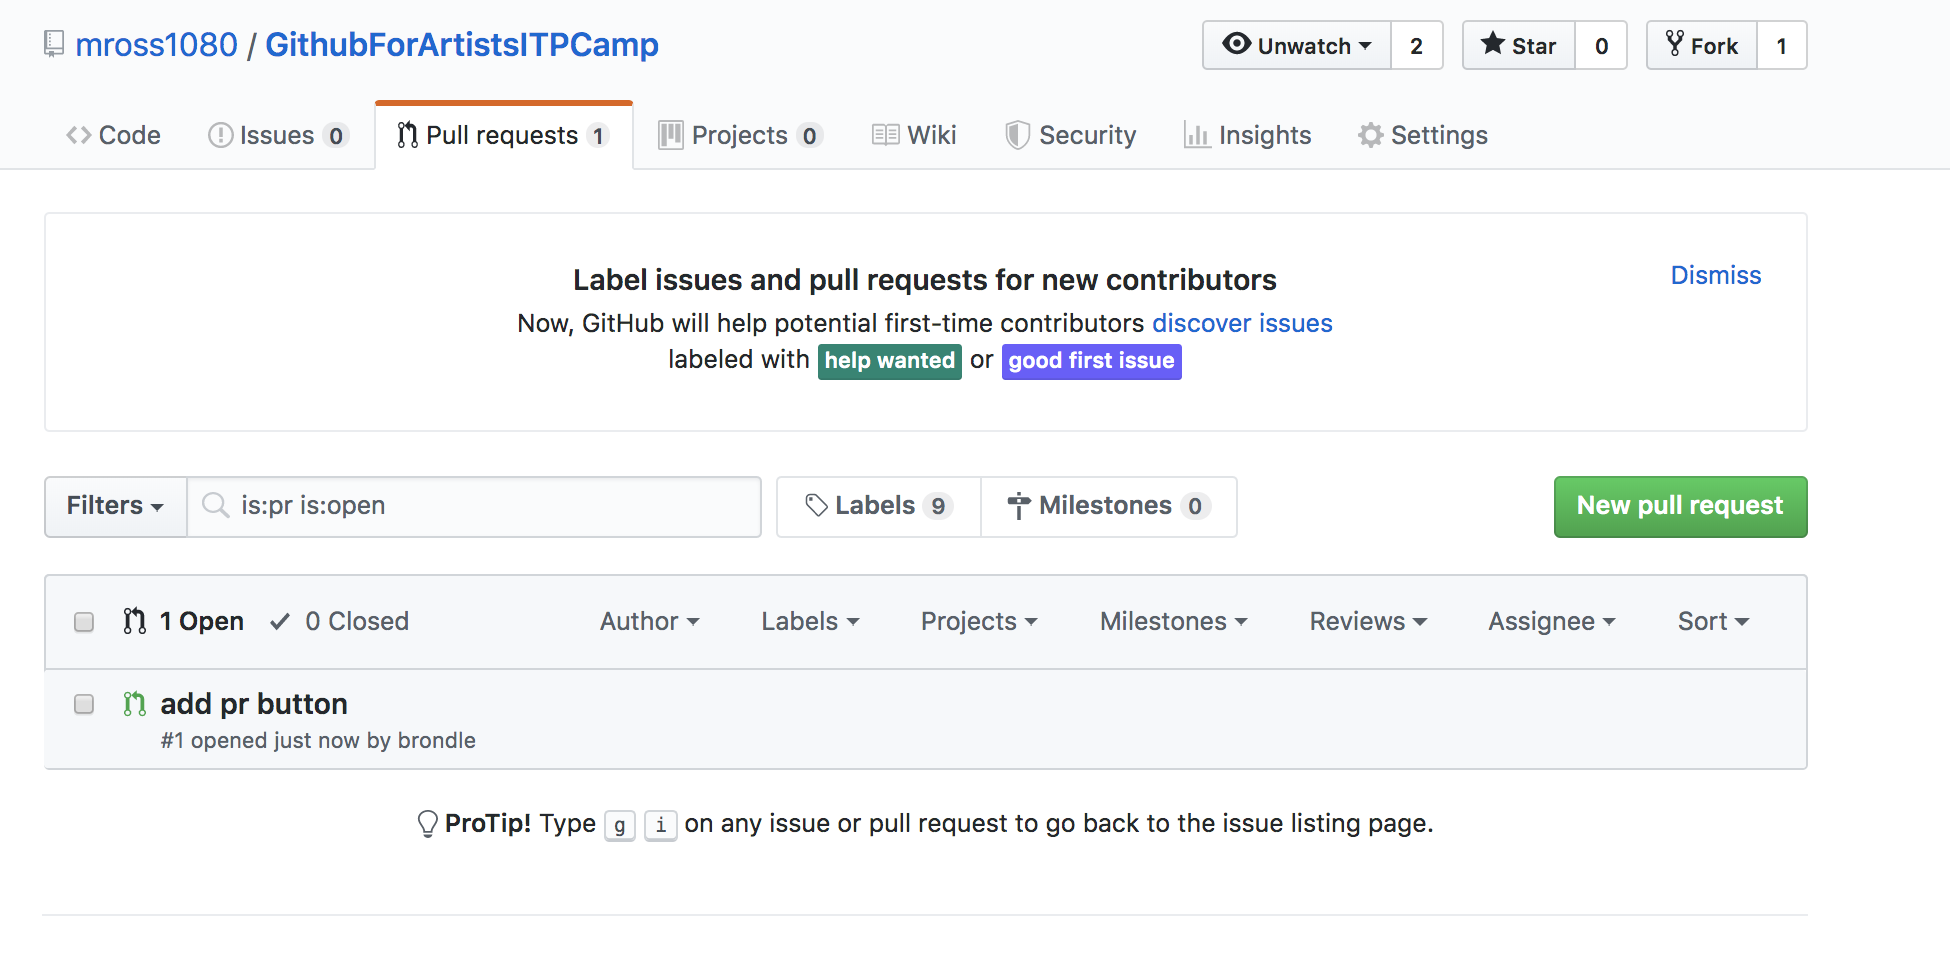 mross1080 / GithubForArtistsITPCamp
Unwatch 2 Star 0 Fork 1
Code Issues 0 Pull requests 1 Projects 0 Wiki Security Insights Settings
Label issues and pull requests for new contributors
Dismiss
Now, GitHub will help potential first-time contributors discover issues
labeled with help wanted or good first issue
Filters is:pr is:open Labels 9 Milestones 0 New pull request
1 Open 0 Closed Author Labels Projects Milestones Reviews Assignee Sort
add pr button
#1 opened just now by brondle
ProTip! Type g i on any issue or pull request to go back to the issue listing page.